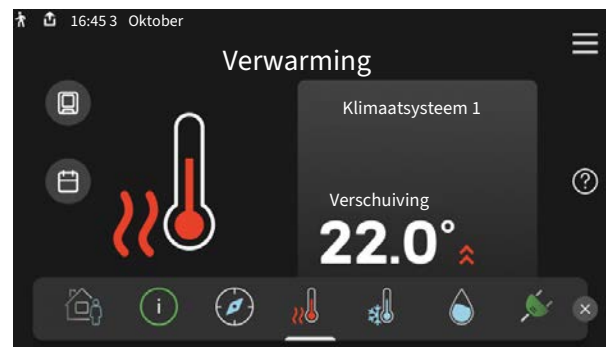 16:45 3 Oktober
Verwarming
Klimaatsysteem 1
Verschuiving
22.0°
i